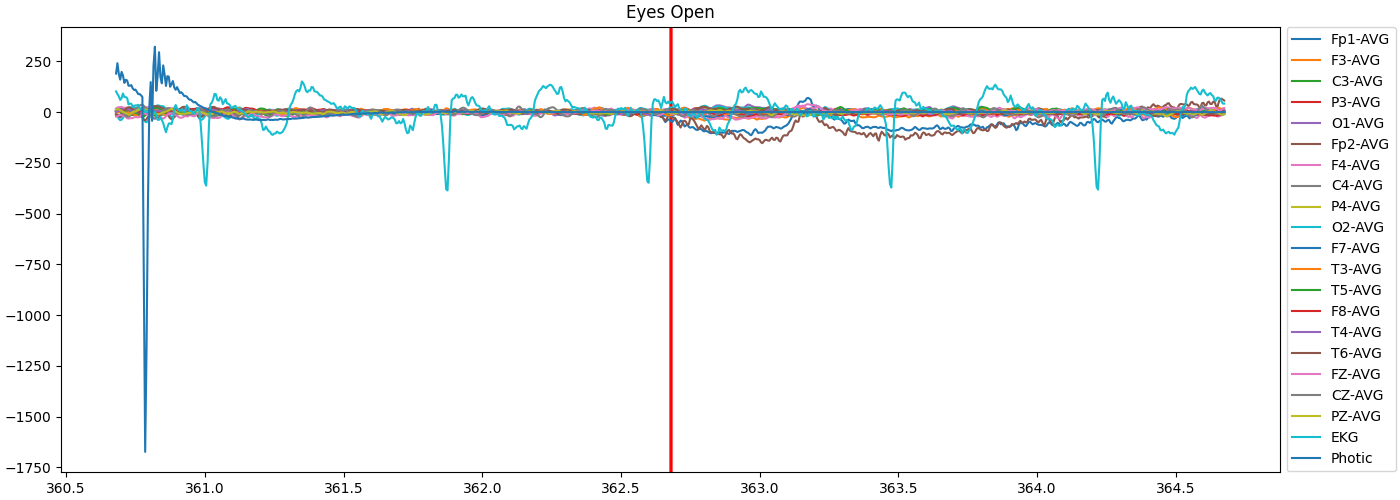 Eyes Open
250
0
−250
−500
−750
−1000
−1250
−1500
−1750
360.5 361.0 361.5 362.0 362.5 363.0 363.5 364.0 364.5
Fp1-AVG
F3-AVG
C3-AVG
P3-AVG
O1-AVG
Fp2-AVG
F4-AVG
C4-AVG
P4-AVG
O2-AVG
F7-AVG
T3-AVG
T5-AVG
F8-AVG
T4-AVG
T6-AVG
FZ-AVG
CZ-AVG
PZ-AVG
EKG
Photic